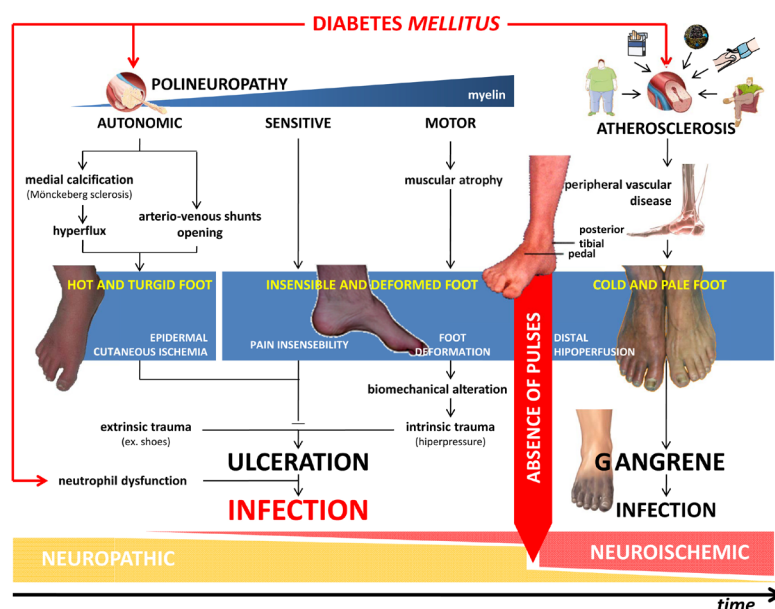 DIABETES MELLITUS
POLINEUROPATHY
myelin
AUTONOMIC
SENSITIVE
MOTOR
ATHEROSCLEROSIS
medial calcification
(Mönckeberg sclerosis)
hyperflux
arterio-venous shunts
opening
muscular atrophy
peripheral vascular
disease
posterior
tibial
pedal
HOT AND TURGID FOOT
INSENSIBLE AND DEFORMED FOOT
COLD AND PALE FOOT
EPIDERMAL
CUTANEOUS ISCHEMIA
PAIN INSENSEBILITY
FOOT
DEFORMATION
DISTAL
HIPOPERFUSION
ABSENCE OF PULSES
biomechanical alteration
extrinsic trauma
(ex. shoes)
intrinsic trauma
(hiperpressure)
ULCERATION
GANGRENE
neutrophil dysfunction
INFECTION
INFECTION
NEUROPATHIC
NEUROISCHEMIC
time